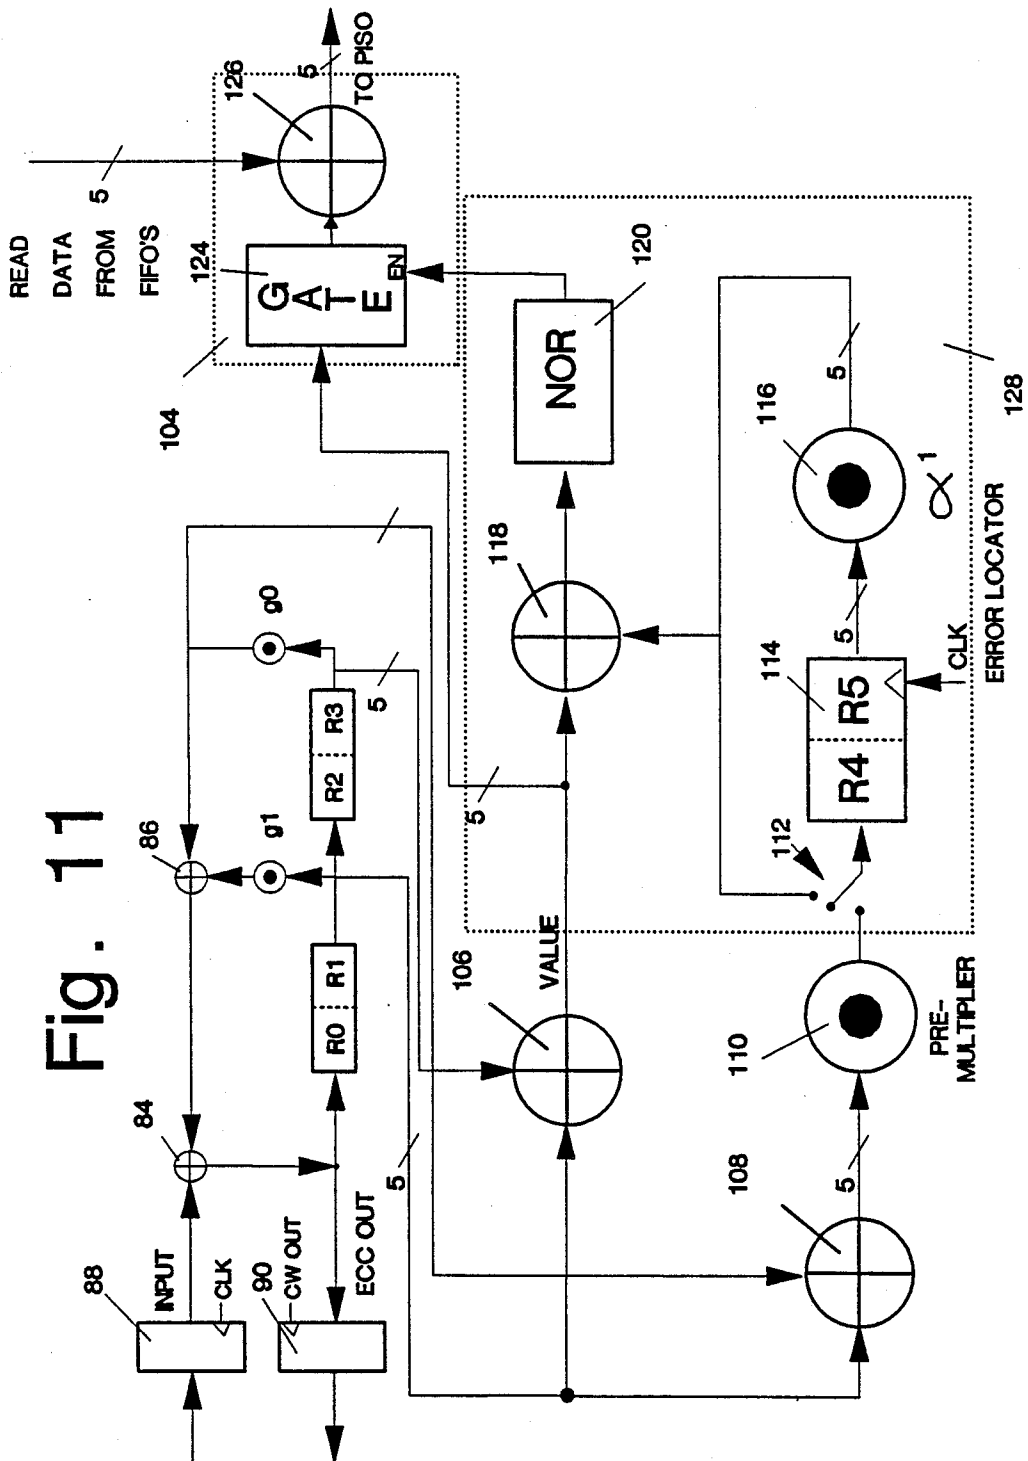 Fig. 11
READ
DATA
FROM
FIFO'S
5
126
5
TO PISO
124
GATE
EN
104
120
NOR
118
116
5
α¹
128
ERROR LOCATOR
114
R4 R5
5
CLK
112
g0
5
R2 R3
g1
86
5
R0 R1
106
VALUE
84
5
110
PRE-
MULTIPLIER
108
5
88
INPUT
CLK
90
CW OUT
ECC OUT